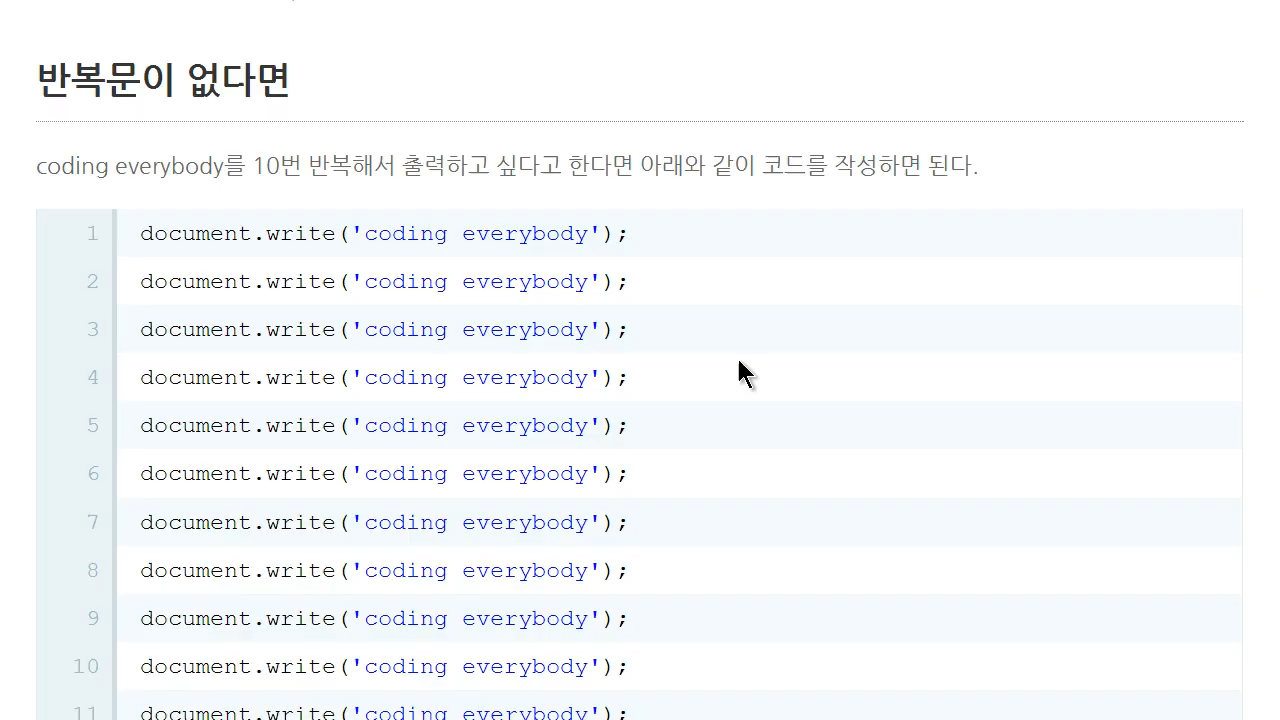 반복문이 없다면
coding everybody를 10번 반복해서 출력하고 싶다고 한다면 아래와 같이 코드를 작성하면 된다.
1 document.write('coding everybody');
2 document.write('coding everybody');
3 document.write('coding everybody');
4 document.write('coding everybody');
5 document.write('coding everybody');
6 document.write('coding everybody');
7 document.write('coding everybody');
8 document.write('coding everybody');
9 document.write('coding everybody');
10 document.write('coding everybody');
11 document.write('coding everybody');